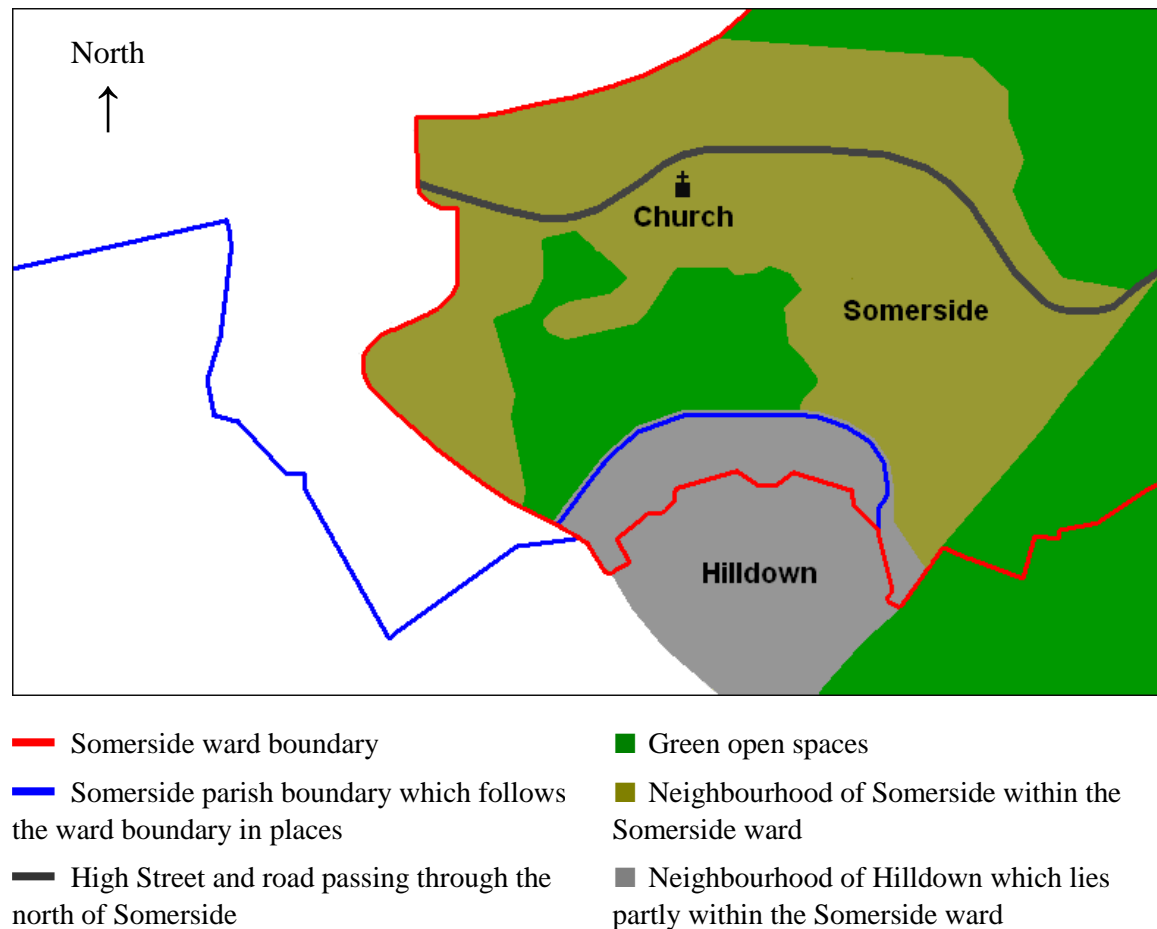 North
↑
Church
Somerside
Hilldown
Somerside ward boundary
Somerside parish boundary which follows
the ward boundary in places
High Street and road passing through the
north of Somerside
Green open spaces
Neighbourhood of Somerside within the
Somerside ward
Neighbourhood of Hilldown which lies
partly within the Somerside ward